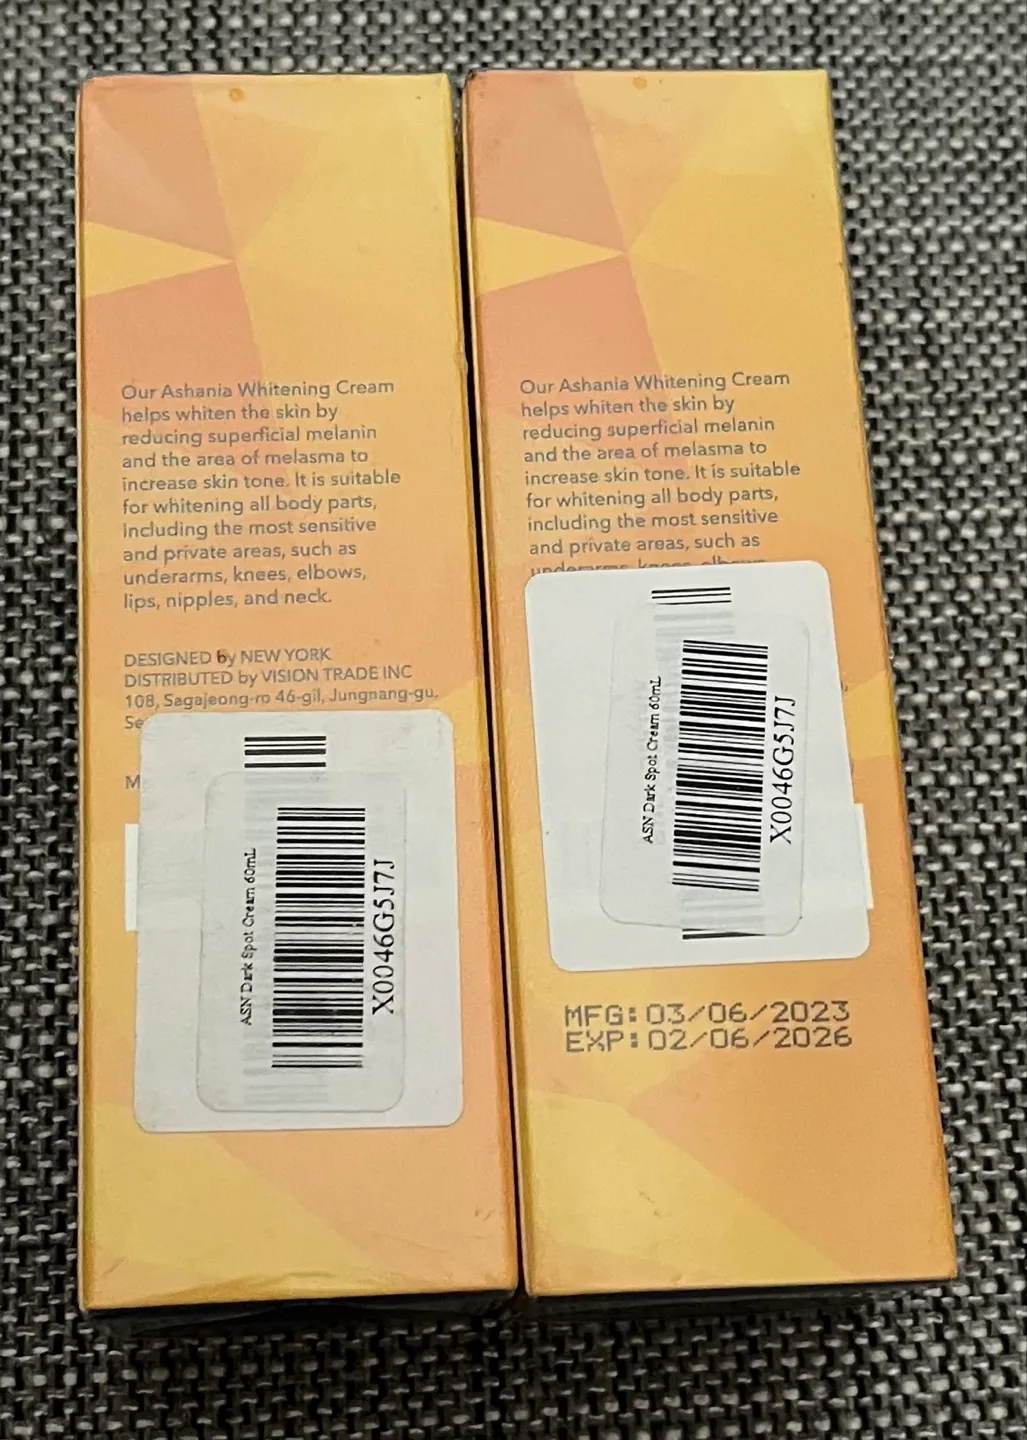 Our Ashania Whitening Cream
helps whiten the skin by
reducing superficial melanin
and the area of melasma to
increase skin tone. It is suitable
for whitening all body parts,
including the most sensitive
and private areas, such as
underarms, knees, elbows,
lips, nipples, and neck.
DESIGNED by NEW YORK
DISTRIBUTED by VISION TRADE INC
108, Sagajeong-ro 46-gil, Jungnang-gu,
Se
M
ASN Dark Spot Cream 60mL
X0046G5J7J
Our Ashania Whitening Cream
helps whiten the skin by
reducing superficial melanin
and the area of melasma to
increase skin tone. It is suitable
for whitening all body parts,
including the most sensitive
and private areas, such as
underarms, knees, elbows,
ASN Dark Spot Cream 60mL
X0046G5J7J
MFG: 03/06/2023
EXP: 02/06/2026